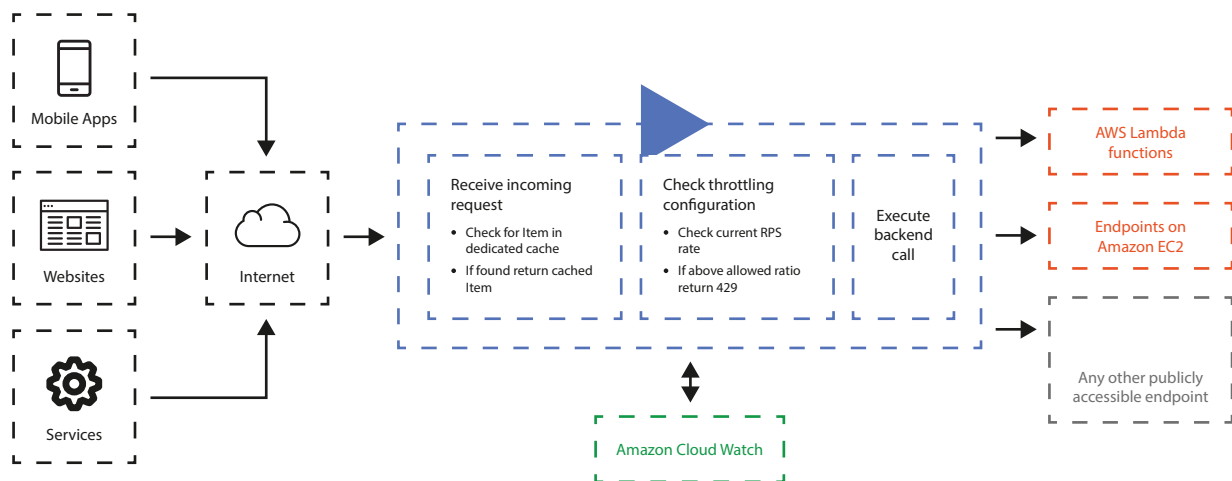 Mobile Apps
Websites
Services
Internet
Receive incoming
request
• Check for Item in
dedicated cache
• If found return cached
Item
Check throttling
configuration
• Check current RPS
rate
• If above allowed ratio
return 429
Execute
backend
call
Amazon Cloud Watch
AWS Lambda
functions
Endpoints on
Amazon EC2
Any other publicly
accessible endpoint